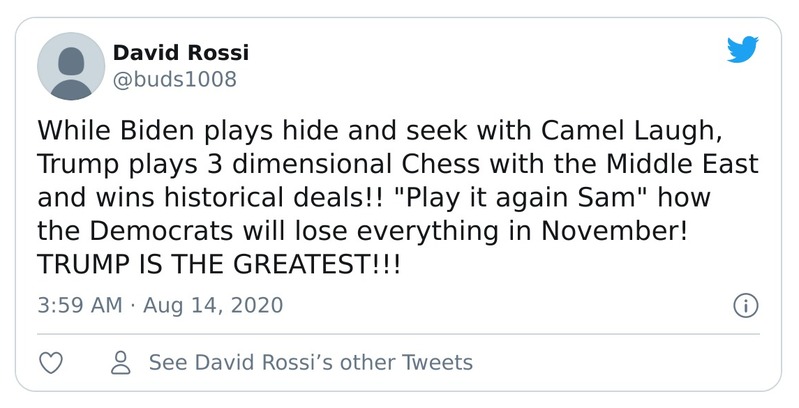 David Rossi
@buds1008
While Biden plays hide and seek with Camel Laugh,
Trump plays 3 dimensional Chess with the Middle East
and wins historical deals!! "Play it again Sam" how
the Democrats will lose everything in November!
TRUMP IS THE GREATEST!!!
3:59 AM · Aug 14, 2020
See David Rossi’s other Tweets